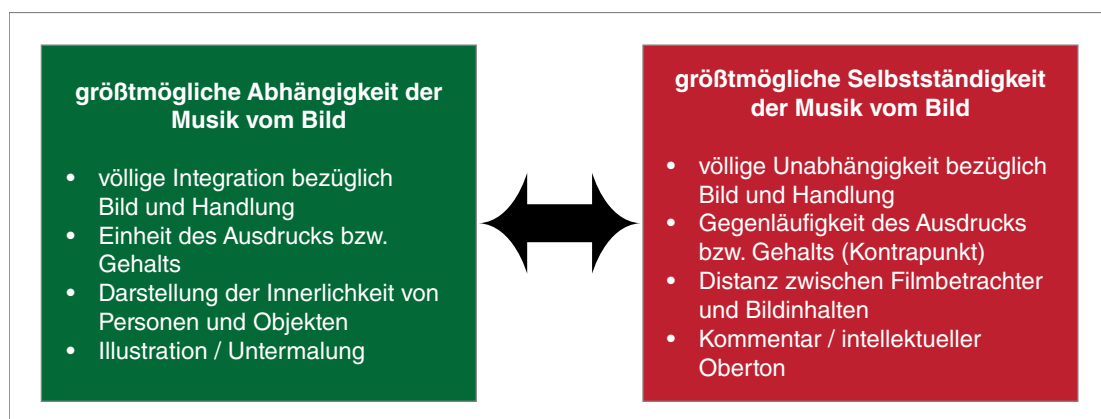 größtmögliche Abhängigkeit der
Musik vom Bild
• völlige Integration bezüglich
Bild und Handlung
• Einheit des Ausdrucks bzw.
Gehalts
• Darstellung der Innerlichkeit von
Personen und Objekten
• Illustration / Untermalung
größtmögliche Selbstständigkeit
der Musik vom Bild
• völlige Unabhängigkeit bezüglich
Bild und Handlung
• Gegenläufigkeit des Ausdrucks
bzw. Gehalts (Kontrapunkt)
• Distanz zwischen Filmbetrachter
und Bildinhalten
• Kommentar / intellektueller
Oberton